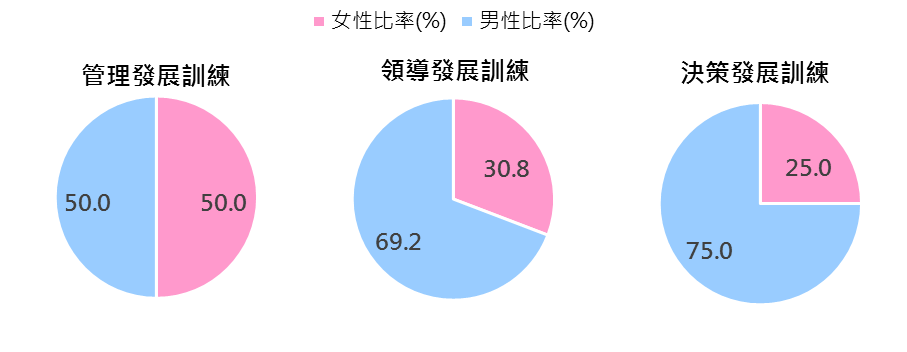 女性比率(%) 男性比率(%)
管理發展訓練
50.0 50.0
領導發展訓練
30.8
69.2
決策發展訓練
25.0
75.0